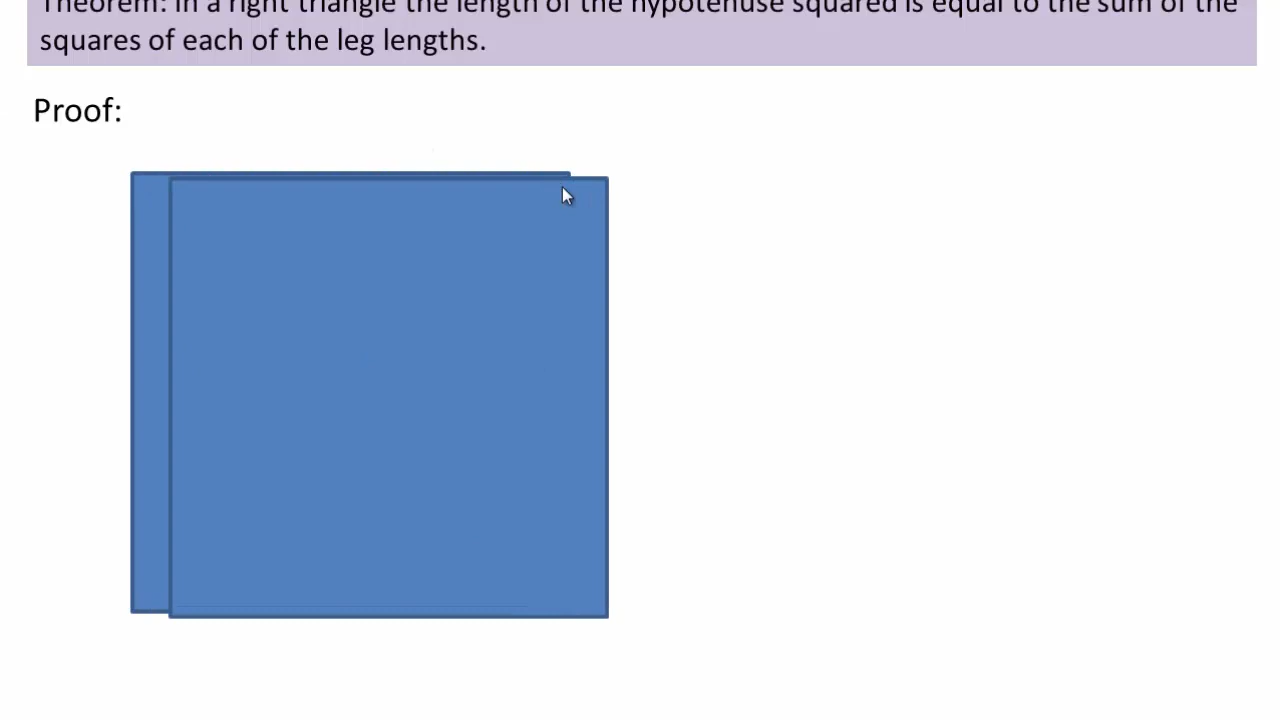 Theorem: In a right triangle the length of the hypotenuse squared is equal to the sum of the
squares of each of the leg lengths.
Proof: